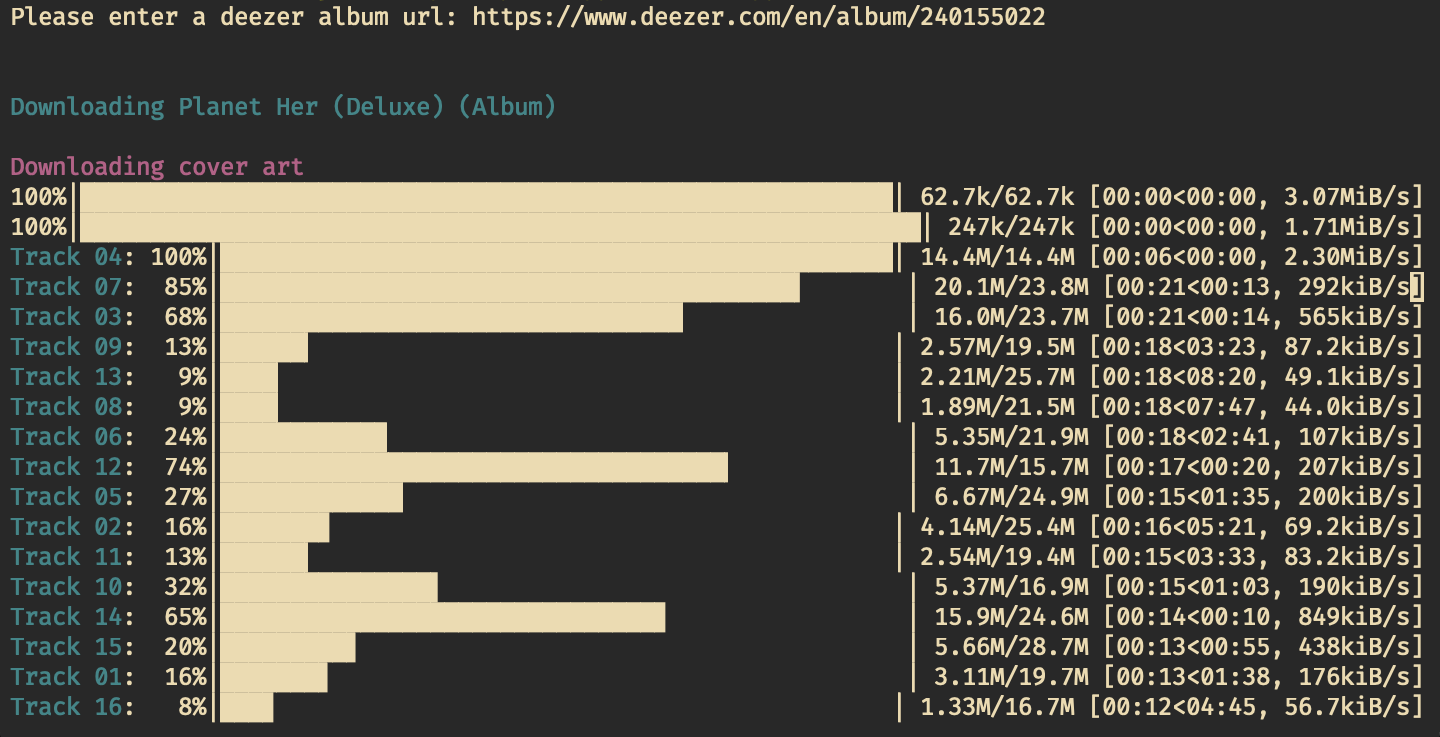 Please enter a deezer album url: https://www.deezer.com/en/album/240155022
Downloading Planet Her (Deluxe) (Album)
Downloading cover art
100%| | 62.7k/62.7k [00:00<00:00, 3.07MiB/s]
100%| | 247k/247k [00:00<00:00, 1.71MiB/s]
Track 04: 100%| | 14.4M/14.4M [00:06<00:00, 2.30MiB/s]
Track 07: 85%| | 20.1M/23.8M [00:21<00:13, 292kiB/s]
Track 03: 68%| | 16.0M/23.7M [00:21<00:14, 565kiB/s]
Track 09: 13%| | 2.57M/19.5M [00:18<03:23, 87.2kiB/s]
Track 13: 9%| | 2.21M/25.7M [00:18<08:20, 49.1kiB/s]
Track 08: 9%| | 1.89M/21.5M [00:18<07:47, 44.0kiB/s]
Track 06: 24%| | 5.35M/21.9M [00:18<02:41, 107kiB/s]
Track 12: 74%| | 11.7M/15.7M [00:17<00:20, 207kiB/s]
Track 05: 27%| | 6.67M/24.9M [00:15<01:35, 200kiB/s]
Track 02: 16%| | 4.14M/25.4M [00:16<05:21, 69.2kiB/s]
Track 11: 13%| | 2.54M/19.4M [00:15<03:33, 83.2kiB/s]
Track 10: 32%| | 5.37M/16.9M [00:15<01:03, 190kiB/s]
Track 14: 65%| | 15.9M/24.6M [00:14<00:10, 849kiB/s]
Track 15: 20%| | 5.66M/28.7M [00:13<00:55, 438kiB/s]
Track 01: 16%| | 3.11M/19.7M [00:13<01:38, 176kiB/s]
Track 16: 8%| | 1.33M/16.7M [00:12<04:45, 56.7kiB/s]